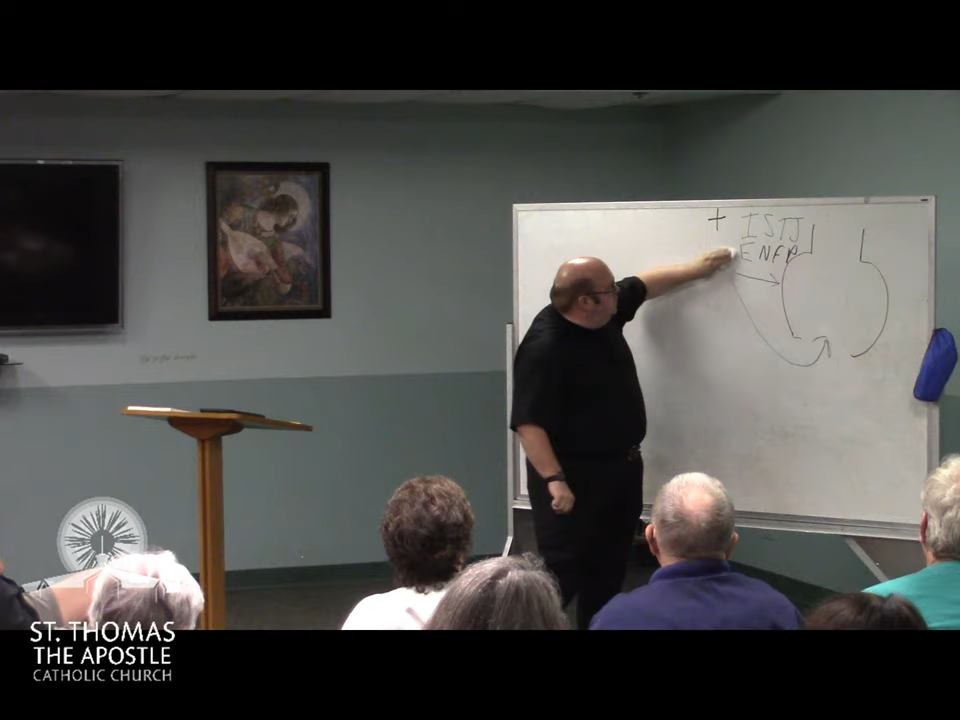 + ISTJ
ENFP
ST. THOMAS
THE APOSTLE
CATHOLIC CHURCH